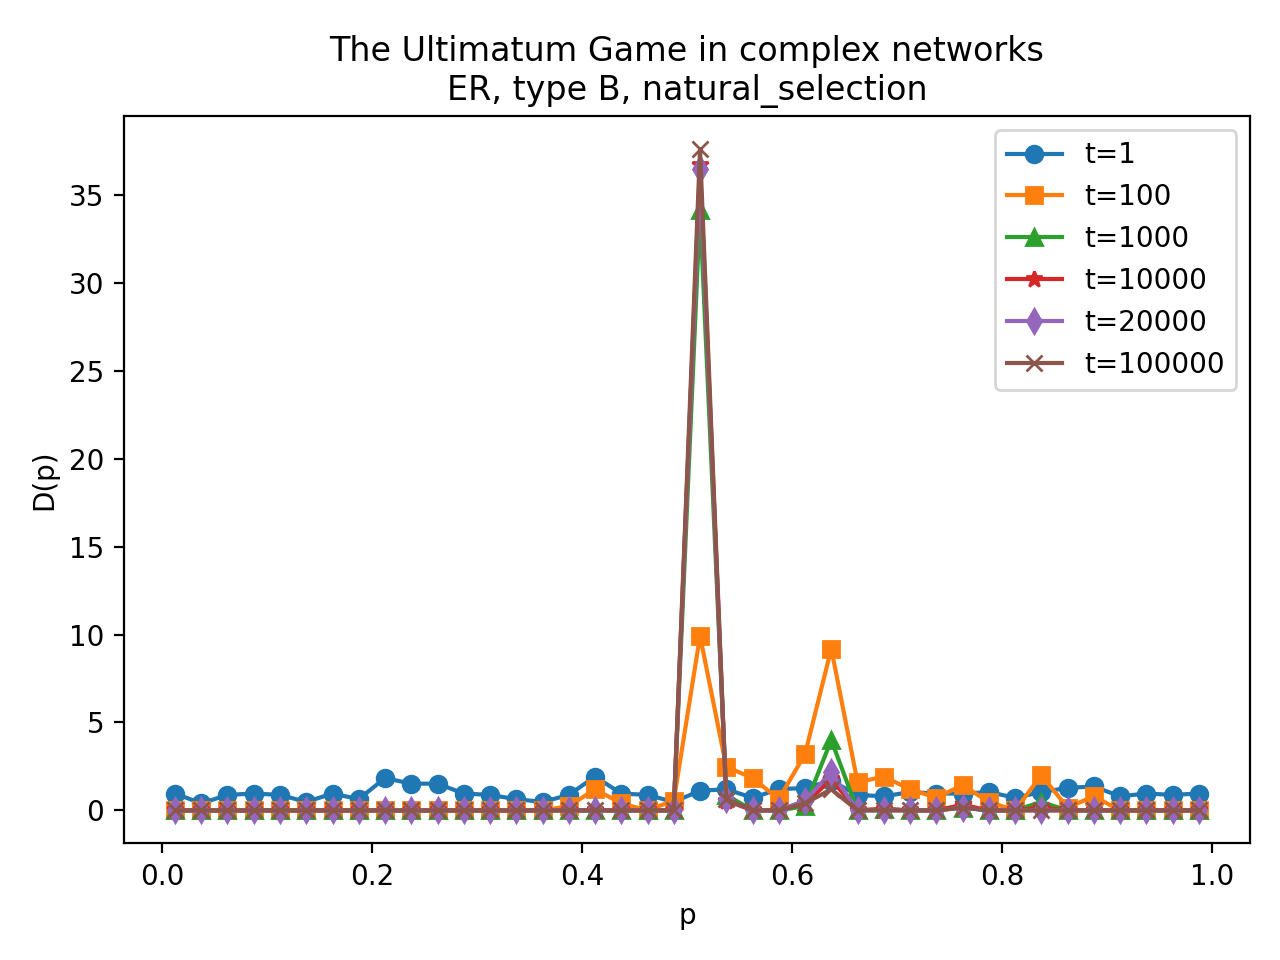 The Ultimatum Game in complex networks
ER, type B, natural_selection
t=1
t=100
t=1000
t=10000
t=20000
t=100000
D(p)
35
30
25
20
15
10
5
0
0.0 0.2 0.4 0.6 0.8 1.0
p